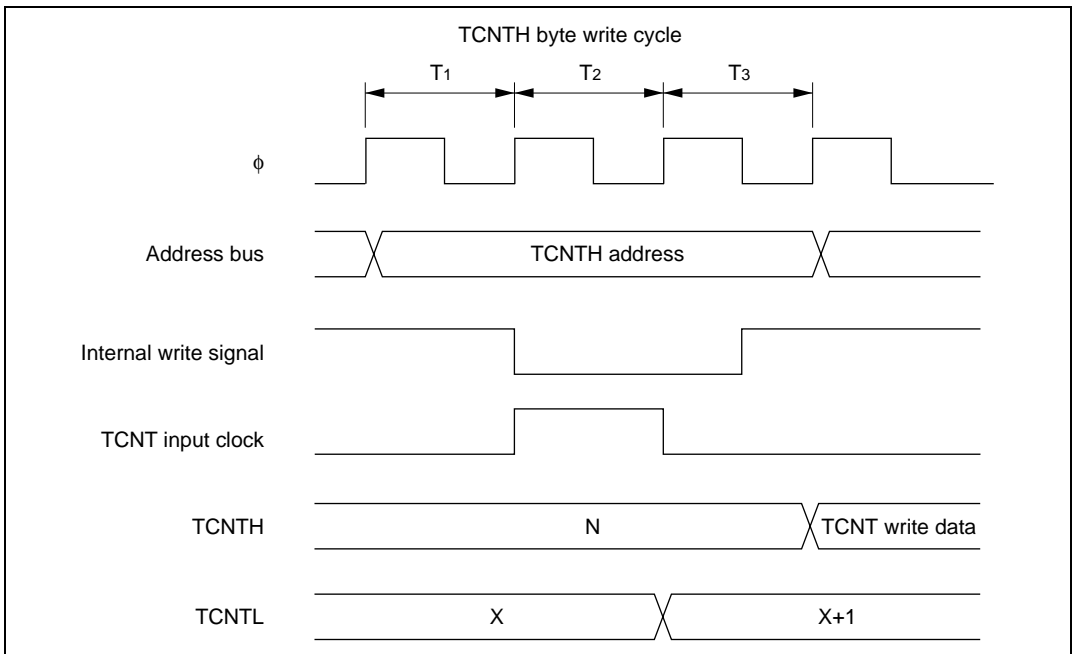 TCNTH byte write cycle
T1 T2 T3
φ
Address bus TCNTH address
Internal write signal
TCNT input clock
TCNTH N TCNT write data
TCNTL X X+1